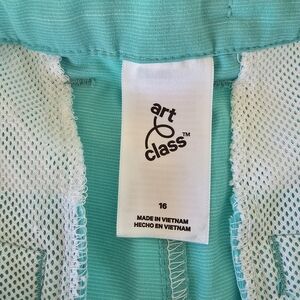 art
class™
16
MADE IN VIETNAM
HECHO EN VIETNAM